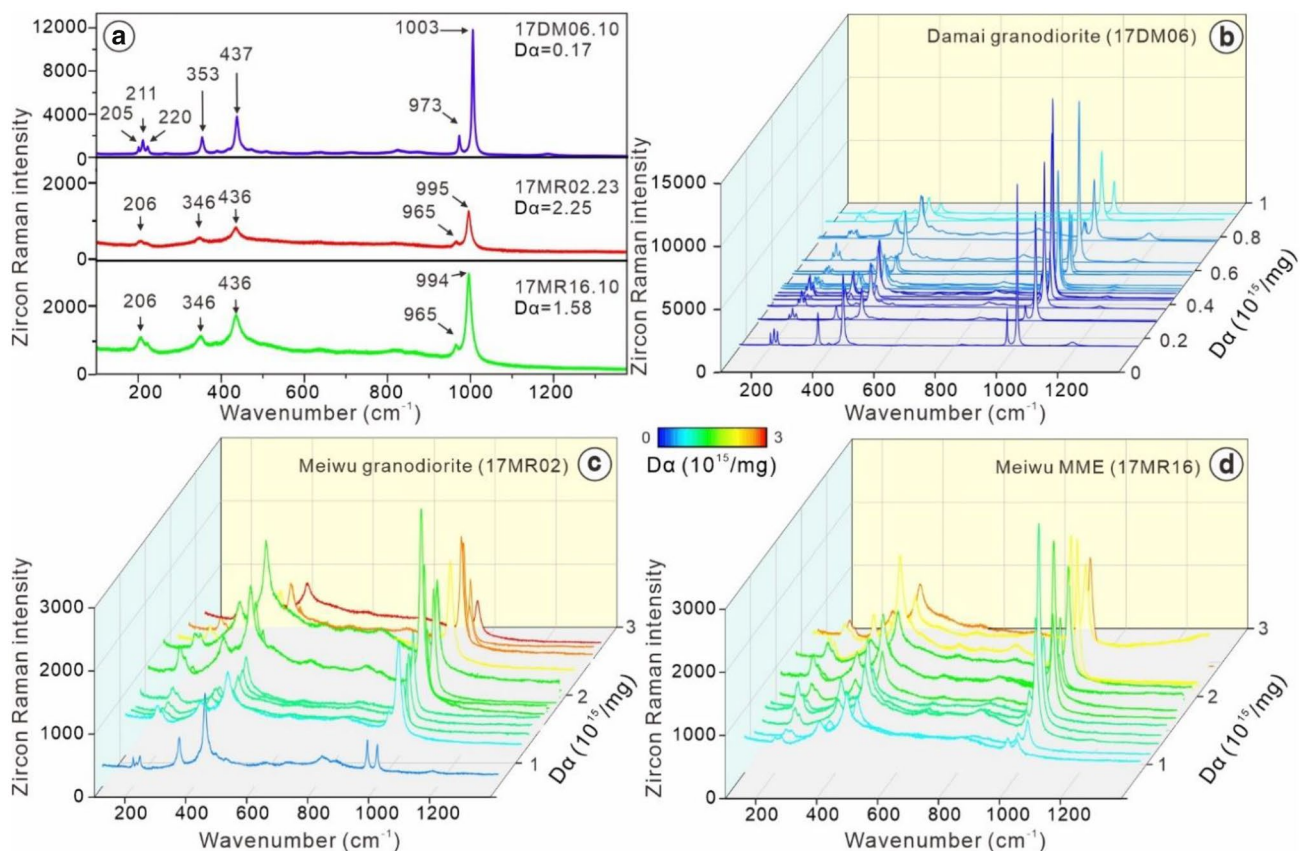 a
17DM06.10
Dα=0.17
1003
437
353
211
205
220
973
12000
8000
4000
0
17MR02.23
Dα=2.25
995
965
206
346
436
2000
0
17MR16.10
Dα=1.58
994
965
206
346
436
2000
0
200 400 600 800 1000 1200
Zircon Raman intensity
Wavenumber (cm⁻¹)
Damai granodiorite (17DM06)
b
15000
10000
5000
0
Zircon Raman intensity
200 400 600 800 1000 1200
Wavenumber (cm⁻¹)
1
0.8
0.6
0.4
0.2
0
Dα (10¹⁵/mg)
0 3
Dα (10¹⁵/mg)
Meiwu granodiorite (17MR02)
c
3000
2000
1000
0
Zircon Raman intensity
200 400 600 800 1000 1200
Wavenumber (cm⁻¹)
3
2
1
Dα (10¹⁵/mg)
Meiwu MME (17MR16)
d
3000
2000
1000
0
Zircon Raman intensity
200 400 600 800 1000 1200
Wavenumber (cm⁻¹)
3
2
1
Dα (10¹⁵/mg)